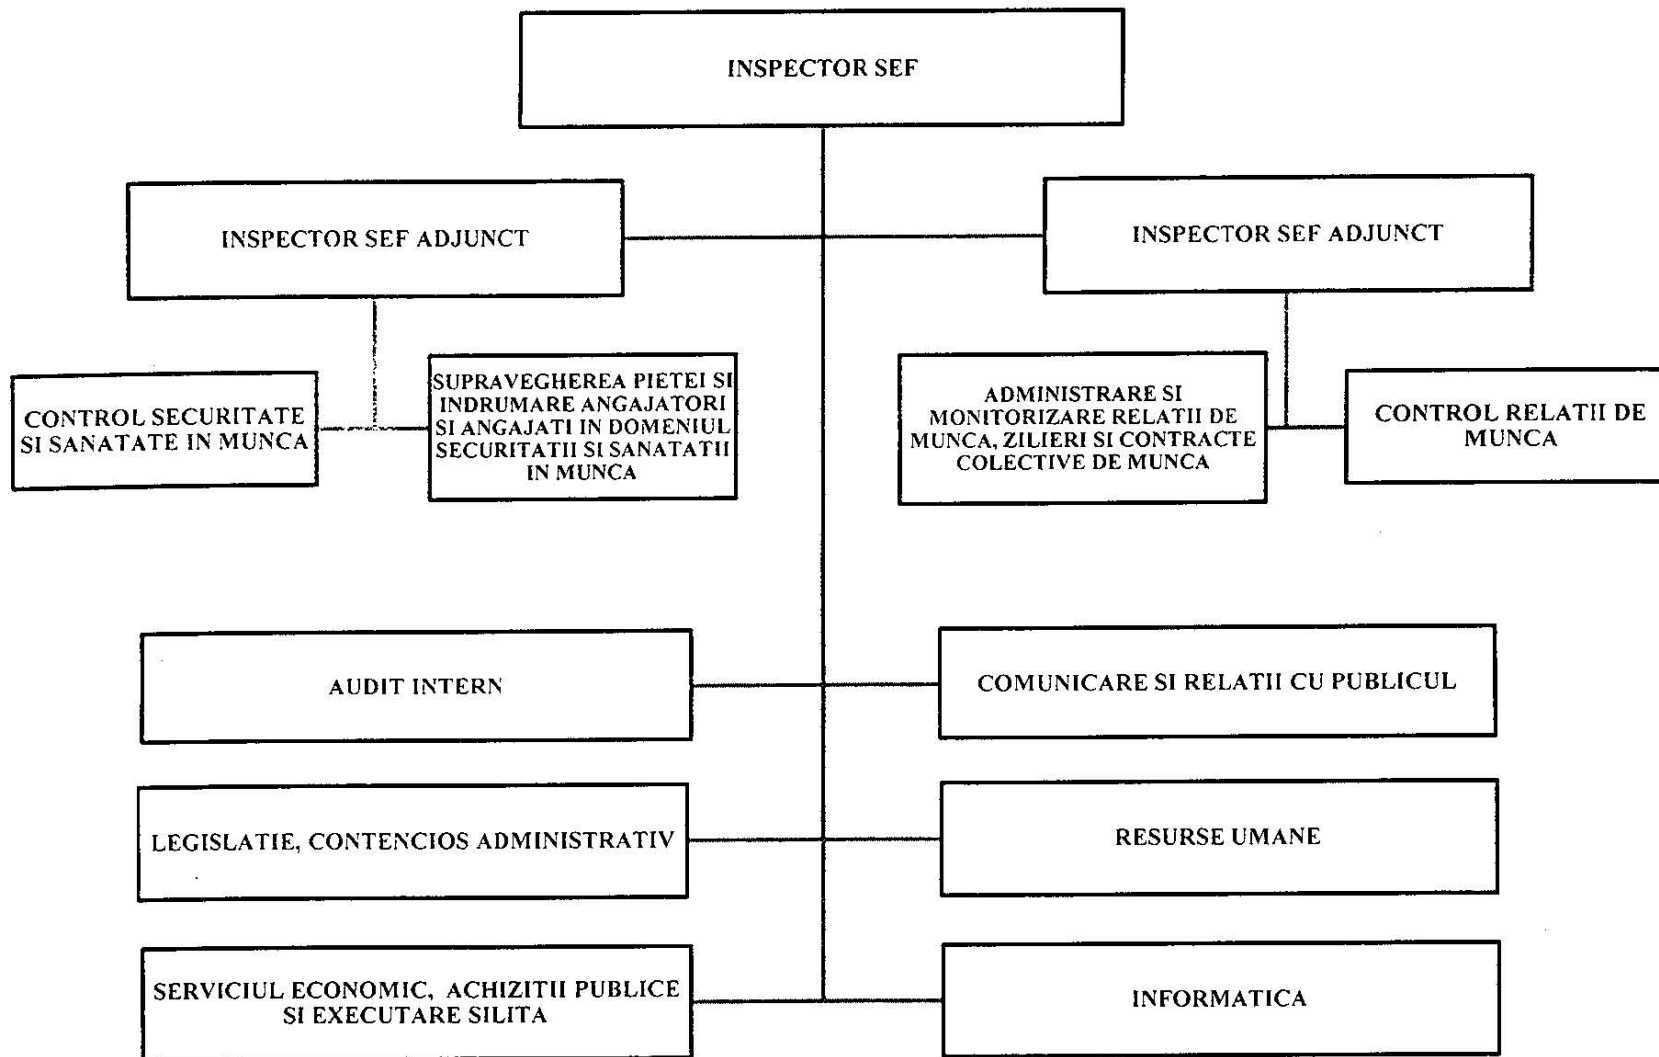 INSPECTOR SEF
INSPECTOR SEF ADJUNCT
INSPECTOR SEF ADJUNCT
CONTROL SECURITATE
SI SANATATE IN MUNCA
SUPRAVEGHEREA PIETEI SI
INDRUMARE ANGAJATORI
SI ANGAJATI IN DOMENIUL
SECURITATII SI SANATATII
IN MUNCA
ADMINISTRARE SI
MONITORIZARE RELATII DE
MUNCA, ZILIERI SI CONTRACTE
COLECTIVE DE MUNCA
CONTROL RELATII DE
MUNCA
AUDIT INTERN
COMUNICARE SI RELATII CU PUBLICUL
LEGISLATIE, CONTENCIOS ADMINISTRATIV
RESURSE UMANE
SERVICIUL ECONOMIC, ACHIZITII PUBLICE
SI EXECUTARE SILITA
INFORMATICA